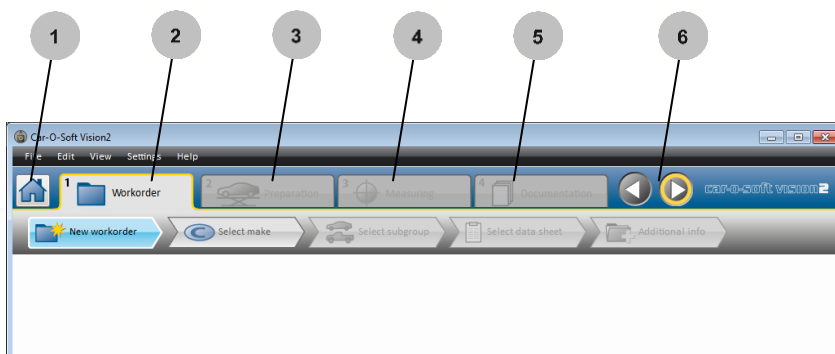 1 2 3 4 5 6
Car-O-Soft Vision2
File Edit View Settings Help
1 Workorder 2 Preparation 3 Measuring 4 Documentation car-o-soft vision2
New workorder C Select make Select subgroup Select data sheet Additional info